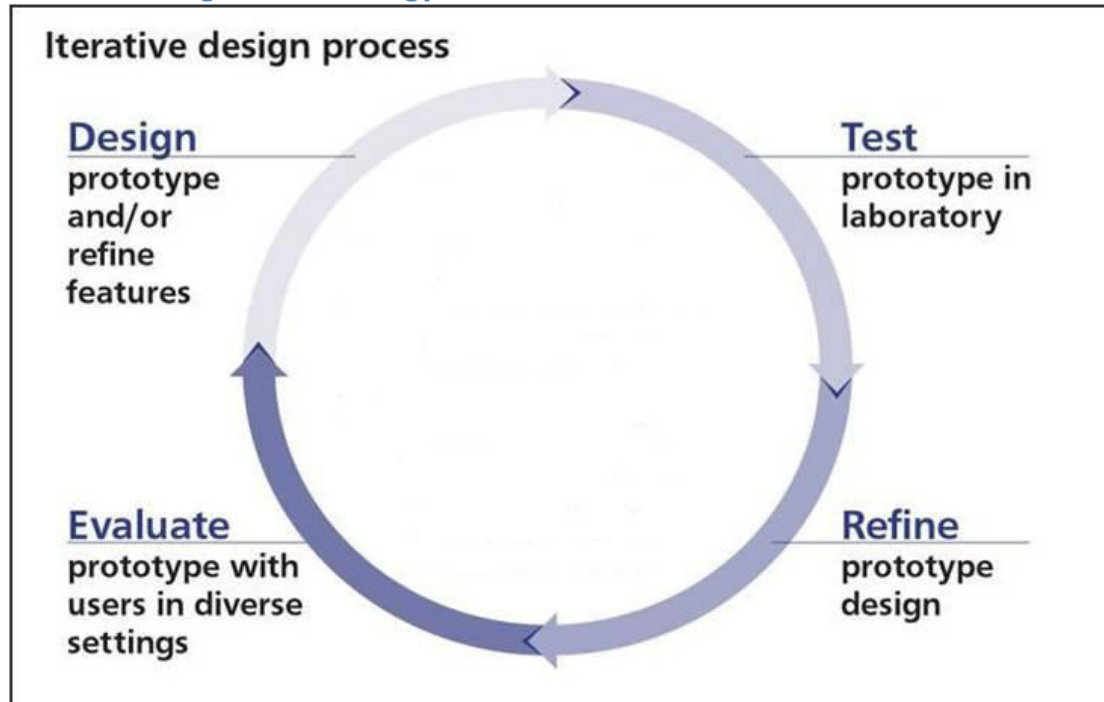 Iterative design process
Design
prototype
and/or
refine
features
Test
prototype in
laboratory
Refine
prototype
design
Evaluate
prototype with
users in diverse
settings